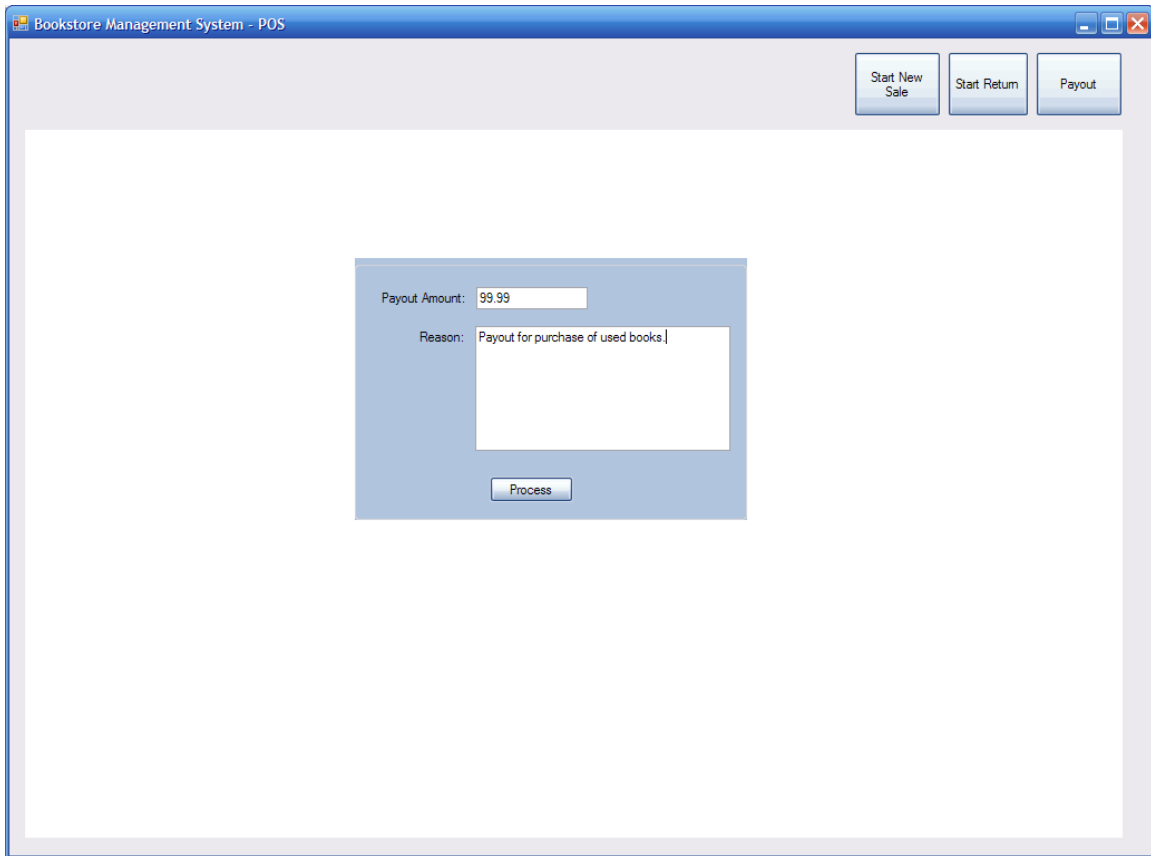 Bookstore Management System - POS
Start New
Sale
Start Return
Payout
Payout Amount: 99.99
Reason: Payout for purchase of used books.
Process